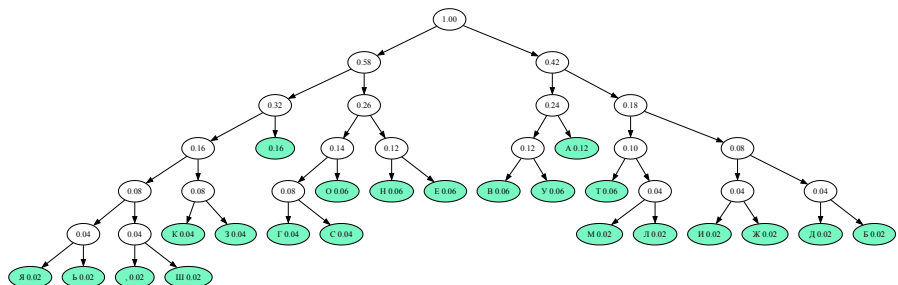 1.00
0.58 0.42
0.32 0.26 0.24 0.18
0.16 0.16 0.14 0.12 0.12 А 0.12 0.10 0.08
0.08 0.08 0.08 О 0.06 Н 0.06 Е 0.06 В 0.06 У 0.06 Т 0.06 0.04 0.04 0.04
0.04 0.04 К 0.04 З 0.04 Г 0.04 С 0.04 М 0.02 Л 0.02 И 0.02 Ж 0.02 Д 0.02 Б 0.02
Я 0.02 Ь 0.02 , 0.02 Ш 0.02